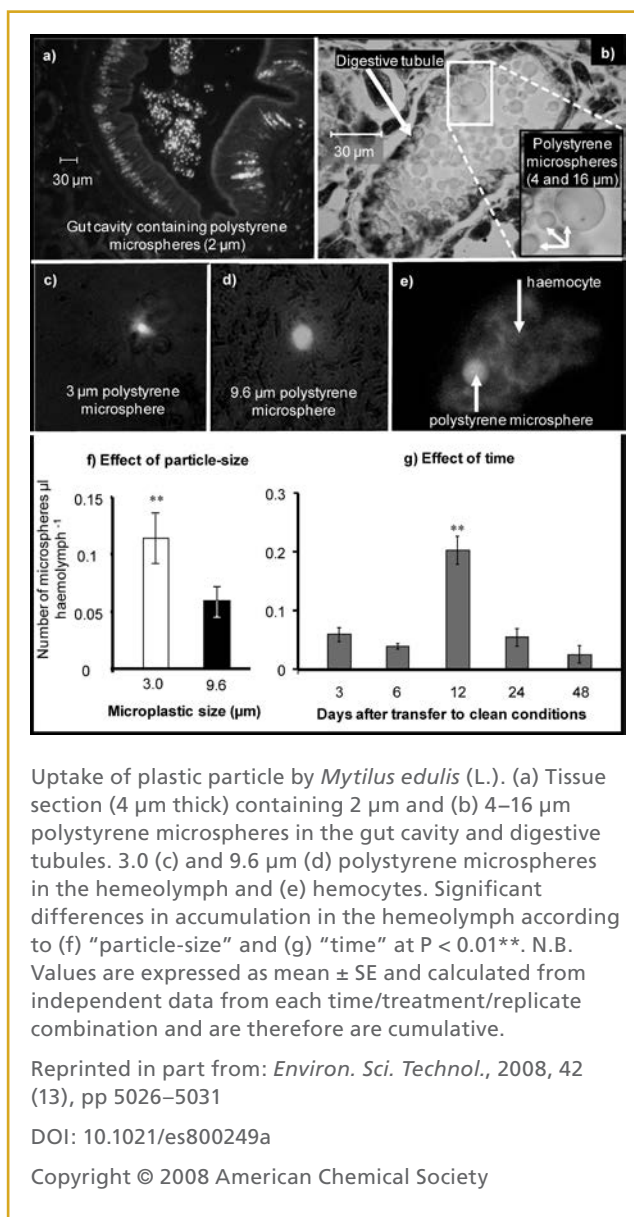 a)
30 µm
Gut cavity containing polystyrene
microspheres (2 µm)
b)
Digestive tubule
30 µm
Polystyrene
microspheres
(4 and 16 µm)
c)
3 µm polystyrene
microsphere
d)
9.6 µm polystyrene
microsphere
e)
haemocyte
polystyrene microsphere
f) Effect of particle-size
Number of microspheres µl
haemolymph -1
0.15
0.1
0.05
0
**
3.0
9.6
Microplastic size (µm)
g) Effect of time
0.3
0.2
0.1
0
**
3
6
12
24
48
Days after transfer to clean conditions
Uptake of plastic particle by Mytilus edulis (L.). (a) Tissue
section (4 µm thick) containing 2 µm and (b) 4–16 µm
polystyrene microspheres in the gut cavity and digestive
tubules. 3.0 (c) and 9.6 µm (d) polystyrene microspheres
in the hemeolymph and (e) hemocytes. Significant
differences in accumulation in the hemeolymph according
to (f) “particle-size” and (g) “time” at P < 0.01**. N.B.
Values are expressed as mean ± SE and calculated from
independent data from each time/treatment/replicate
combination and are therefore are cumulative.
Reprinted in part from: Environ. Sci. Technol., 2008, 42
(13), pp 5026–5031
DOI: 10.1021/es800249a
Copyright © 2008 American Chemical Society